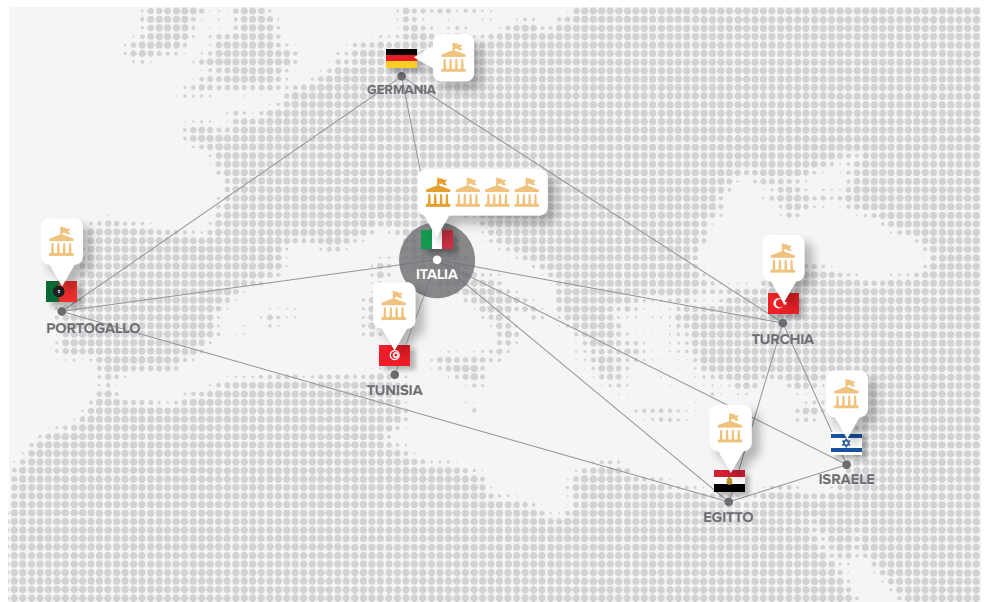 GERMANIA
ITALIA
PORTOGALLO
TURCHIA
TUNISIA
ISRAELE
EGITTO